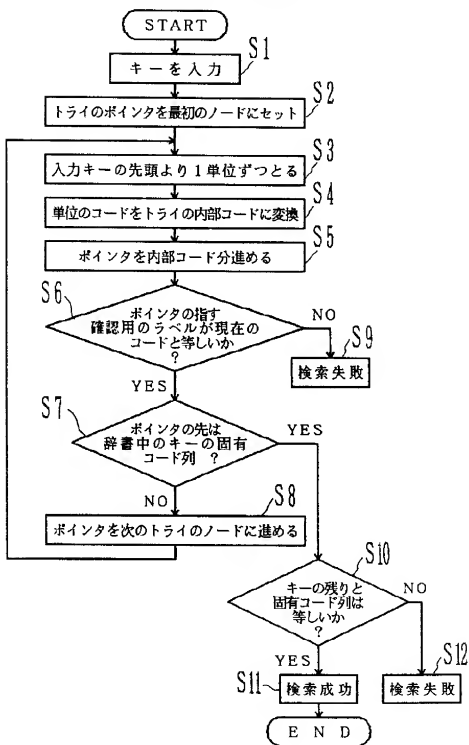 START
S1
キーを入力
S2
トライのポインタを最初のノードにセット
S3
入力キーの先頭より1単位ずつとる
S4
単位のコードをトライの内部コードに変換
S5
ポインタを内部コード分進める
S6
ポインタの指す
確認用のラベルが現在の
コードと等しいか
?
NO
S9
検索失敗
YES
S7
ポインタの先は
辞書中のキーの固有
コード列 ?
YES
NO
S8
ポインタを次のトライのノードに進める
S10
キーの残りと
固有コード列は
等しいか
?
NO
YES
S11
検索成功
S12
検索失敗
END